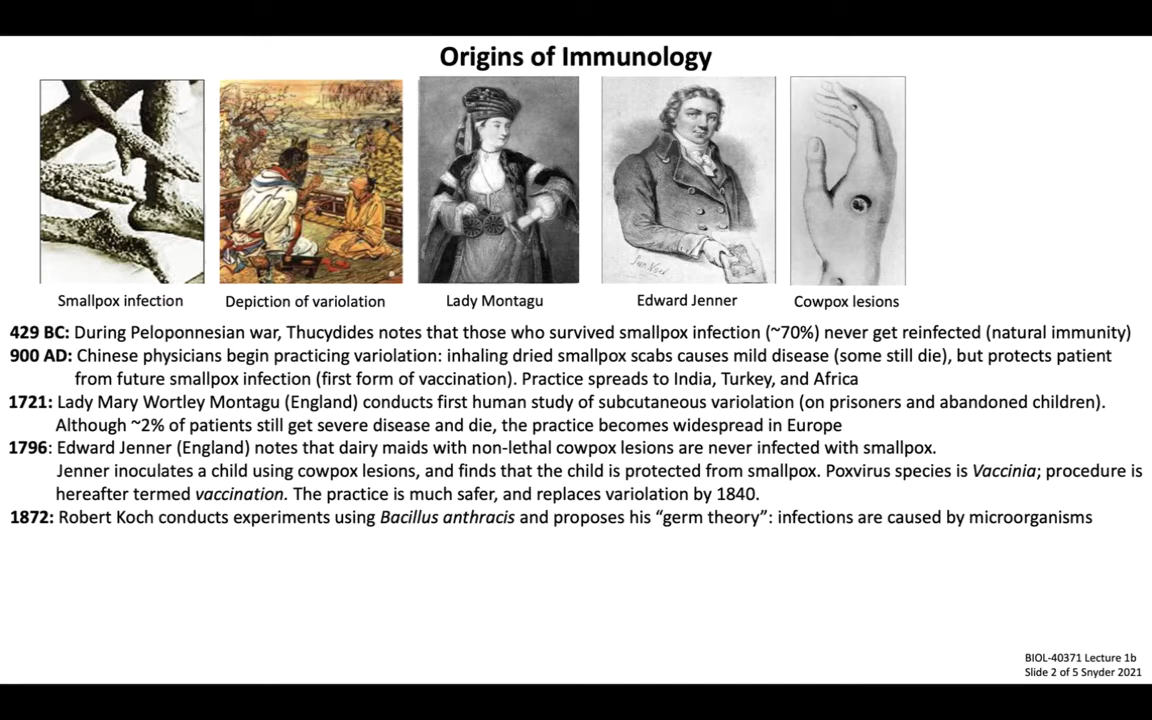 Origins of Immunology
Smallpox infection
Depiction of variolation
Lady Montagu
Edward Jenner
Cowpox lesions
429 BC: During Peloponnesian war, Thucydides notes that those who survived smallpox infection (~70%) never get reinfected (natural immunity)
900 AD: Chinese physicians begin practicing variolation: inhaling dried smallpox scabs causes mild disease (some still die), but protects patient
from future smallpox infection (first form of vaccination). Practice spreads to India, Turkey, and Africa
1721: Lady Mary Wortley Montagu (England) conducts first human study of subcutaneous variolation (on prisoners and abandoned children).
Although ~2% of patients still get severe disease and die, the practice becomes widespread in Europe
1796: Edward Jenner (England) notes that dairy maids with non-lethal cowpox lesions are never infected with smallpox.
Jenner inoculates a child using cowpox lesions, and finds that the child is protected from smallpox. Poxvirus species is Vaccinia; procedure is
hereafter termed vaccination. The practice is much safer, and replaces variolation by 1840.
1872: Robert Koch conducts experiments using Bacillus anthracis and proposes his “germ theory”: infections are caused by microorganisms
BIOL-40371 Lecture 1b
Slide 2 of 5 Snyder 2021